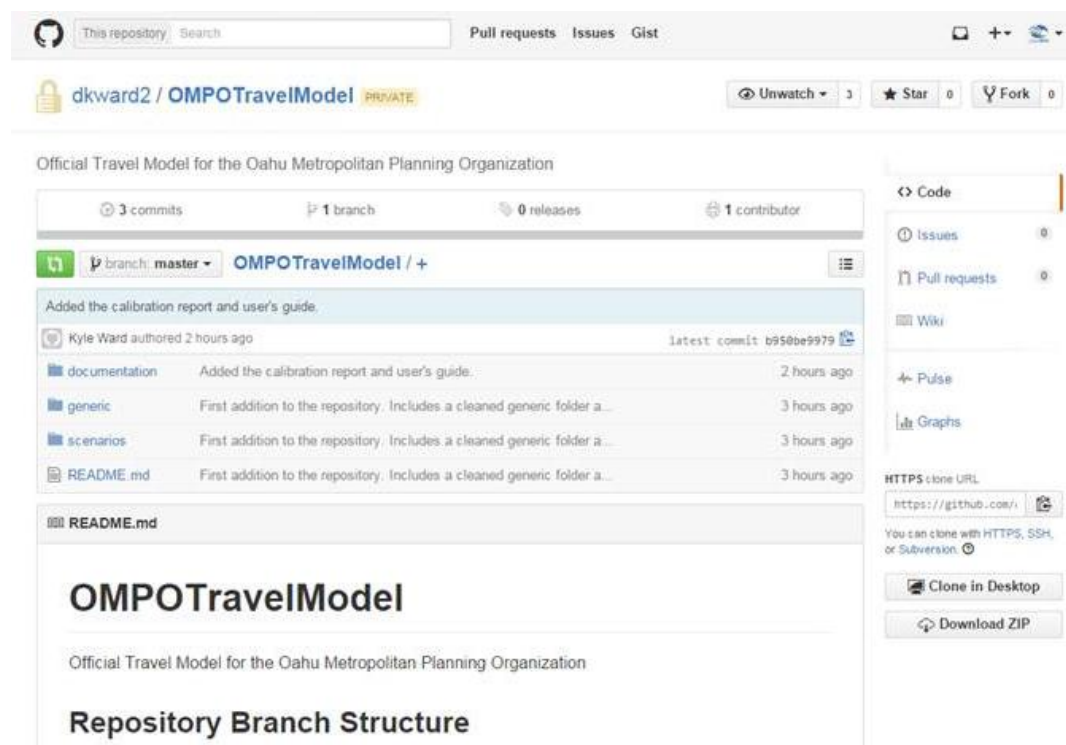 This repository Search Pull requests Issues Gist
dkward2 / OMPOTravelModel PRIVATE
Unwatch 3 Star 0 Fork 0
Official Travel Model for the Oahu Metropolitan Planning Organization
3 commits 1 branch 0 releases 1 contributor
branch: master OMPOTravelModel / +
Added the calibration report and user's guide.
Kyle Ward authored 2 hours ago latest commit b950be9979
documentation Added the calibration report and user's guide. 2 hours ago
generic First addition to the repository. Includes a cleaned generic folder a... 3 hours ago
scenarios First addition to the repository. Includes a cleaned generic folder a... 3 hours ago
README.md First addition to the repository. Includes a cleaned generic folder a... 3 hours ago
README.md
OMPOTravelModel
Official Travel Model for the Oahu Metropolitan Planning Organization
Repository Branch Structure
Code
Issues 0
Pull requests 0
Wiki
Pulse
Graphs
HTTPS clone URL
https://github.com/
You can clone with HTTPS, SSH,
or Subversion.
Clone in Desktop
Download ZIP